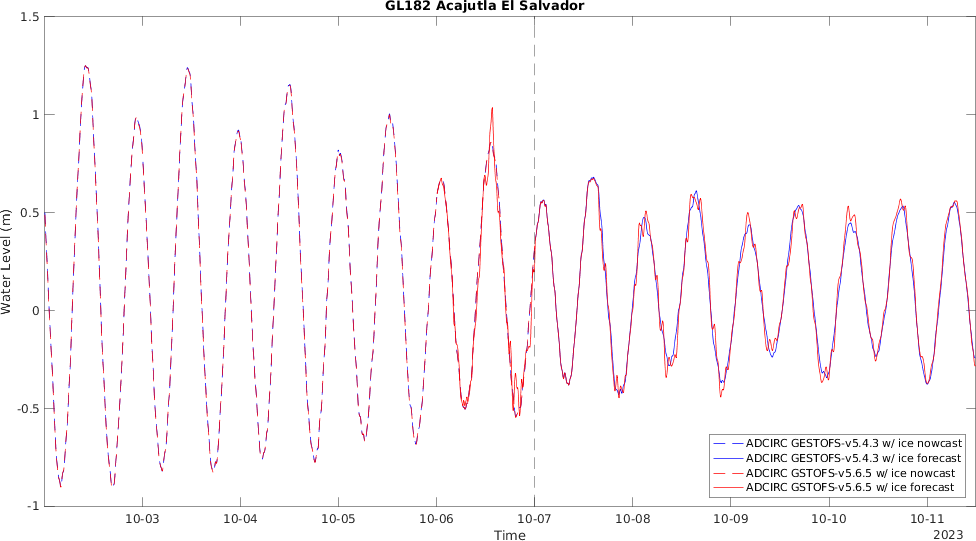 GL182 Acajutla El Salvador
1.5
1
0.5
0
-0.5
-1
Water Level (m)
10-03 10-04 10-05 10-06 10-07 10-08 10-09 10-10 10-11
Time
2023
ADCIRC GESTOFS-v5.4.3 w/ ice nowcast
ADCIRC GESTOFS-v5.4.3 w/ ice forecast
ADCIRC GSTOFS-v5.6.5 w/ ice nowcast
ADCIRC GSTOFS-v5.6.5 w/ ice forecast